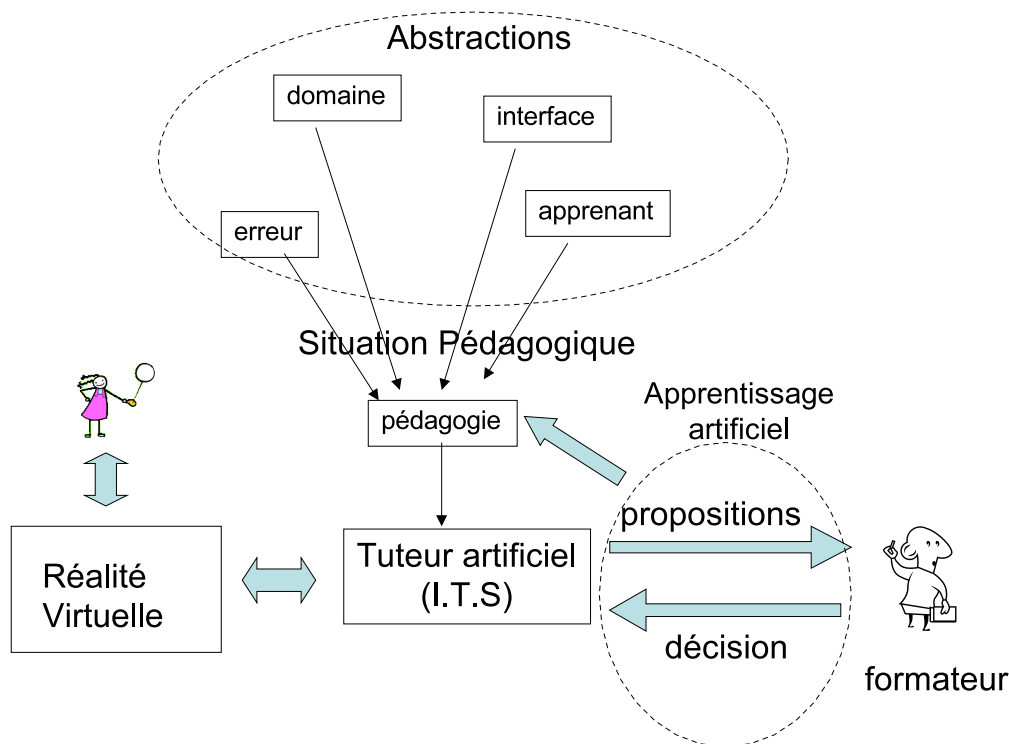 Abstractions
domaine
interface
apprenant
erreur
Situation Pédagogique
Apprentissage
artificiel
pédagogie
propositions
Tuteur artificiel
(I.T.S)
Réalité
Virtuelle
décision
formateur